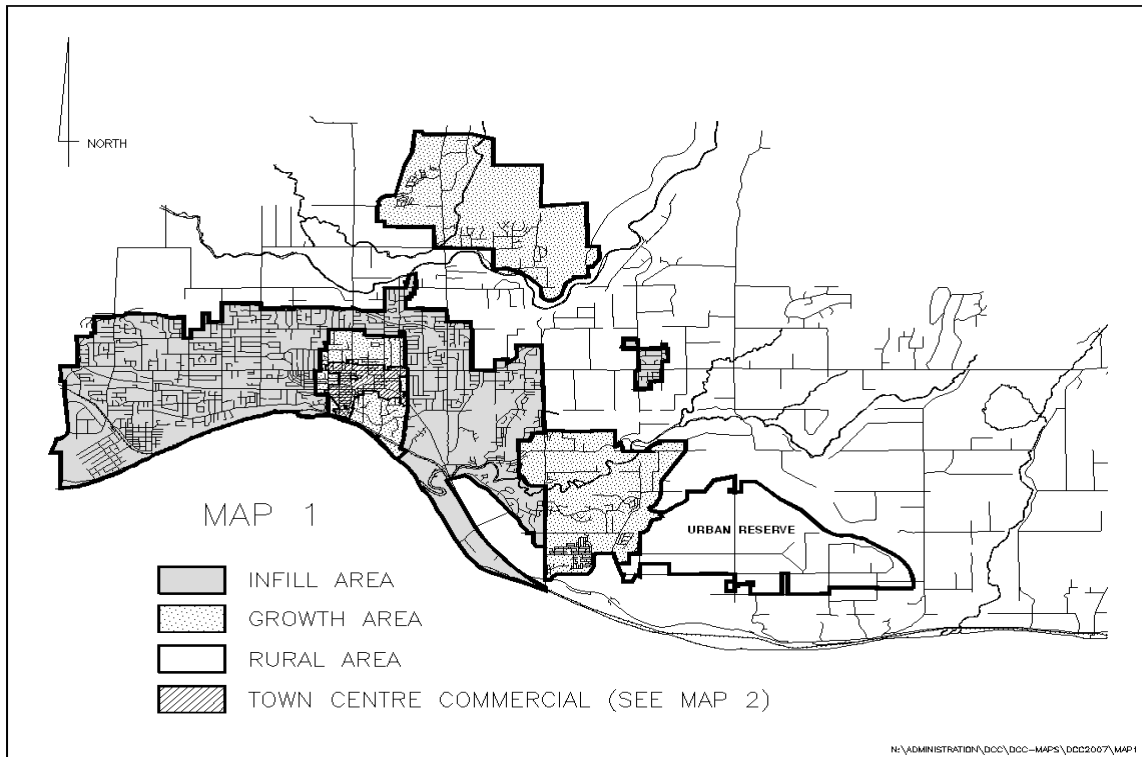 NORTH
URBAN RESERVE
MAP 1
INFILL AREA
GROWTH AREA
RURAL AREA
TOWN CENTRE COMMERCIAL (SEE MAP 2)
N:\ADMINISTRATION\DCC\DCC-MAPS\DCC2007\MAP1